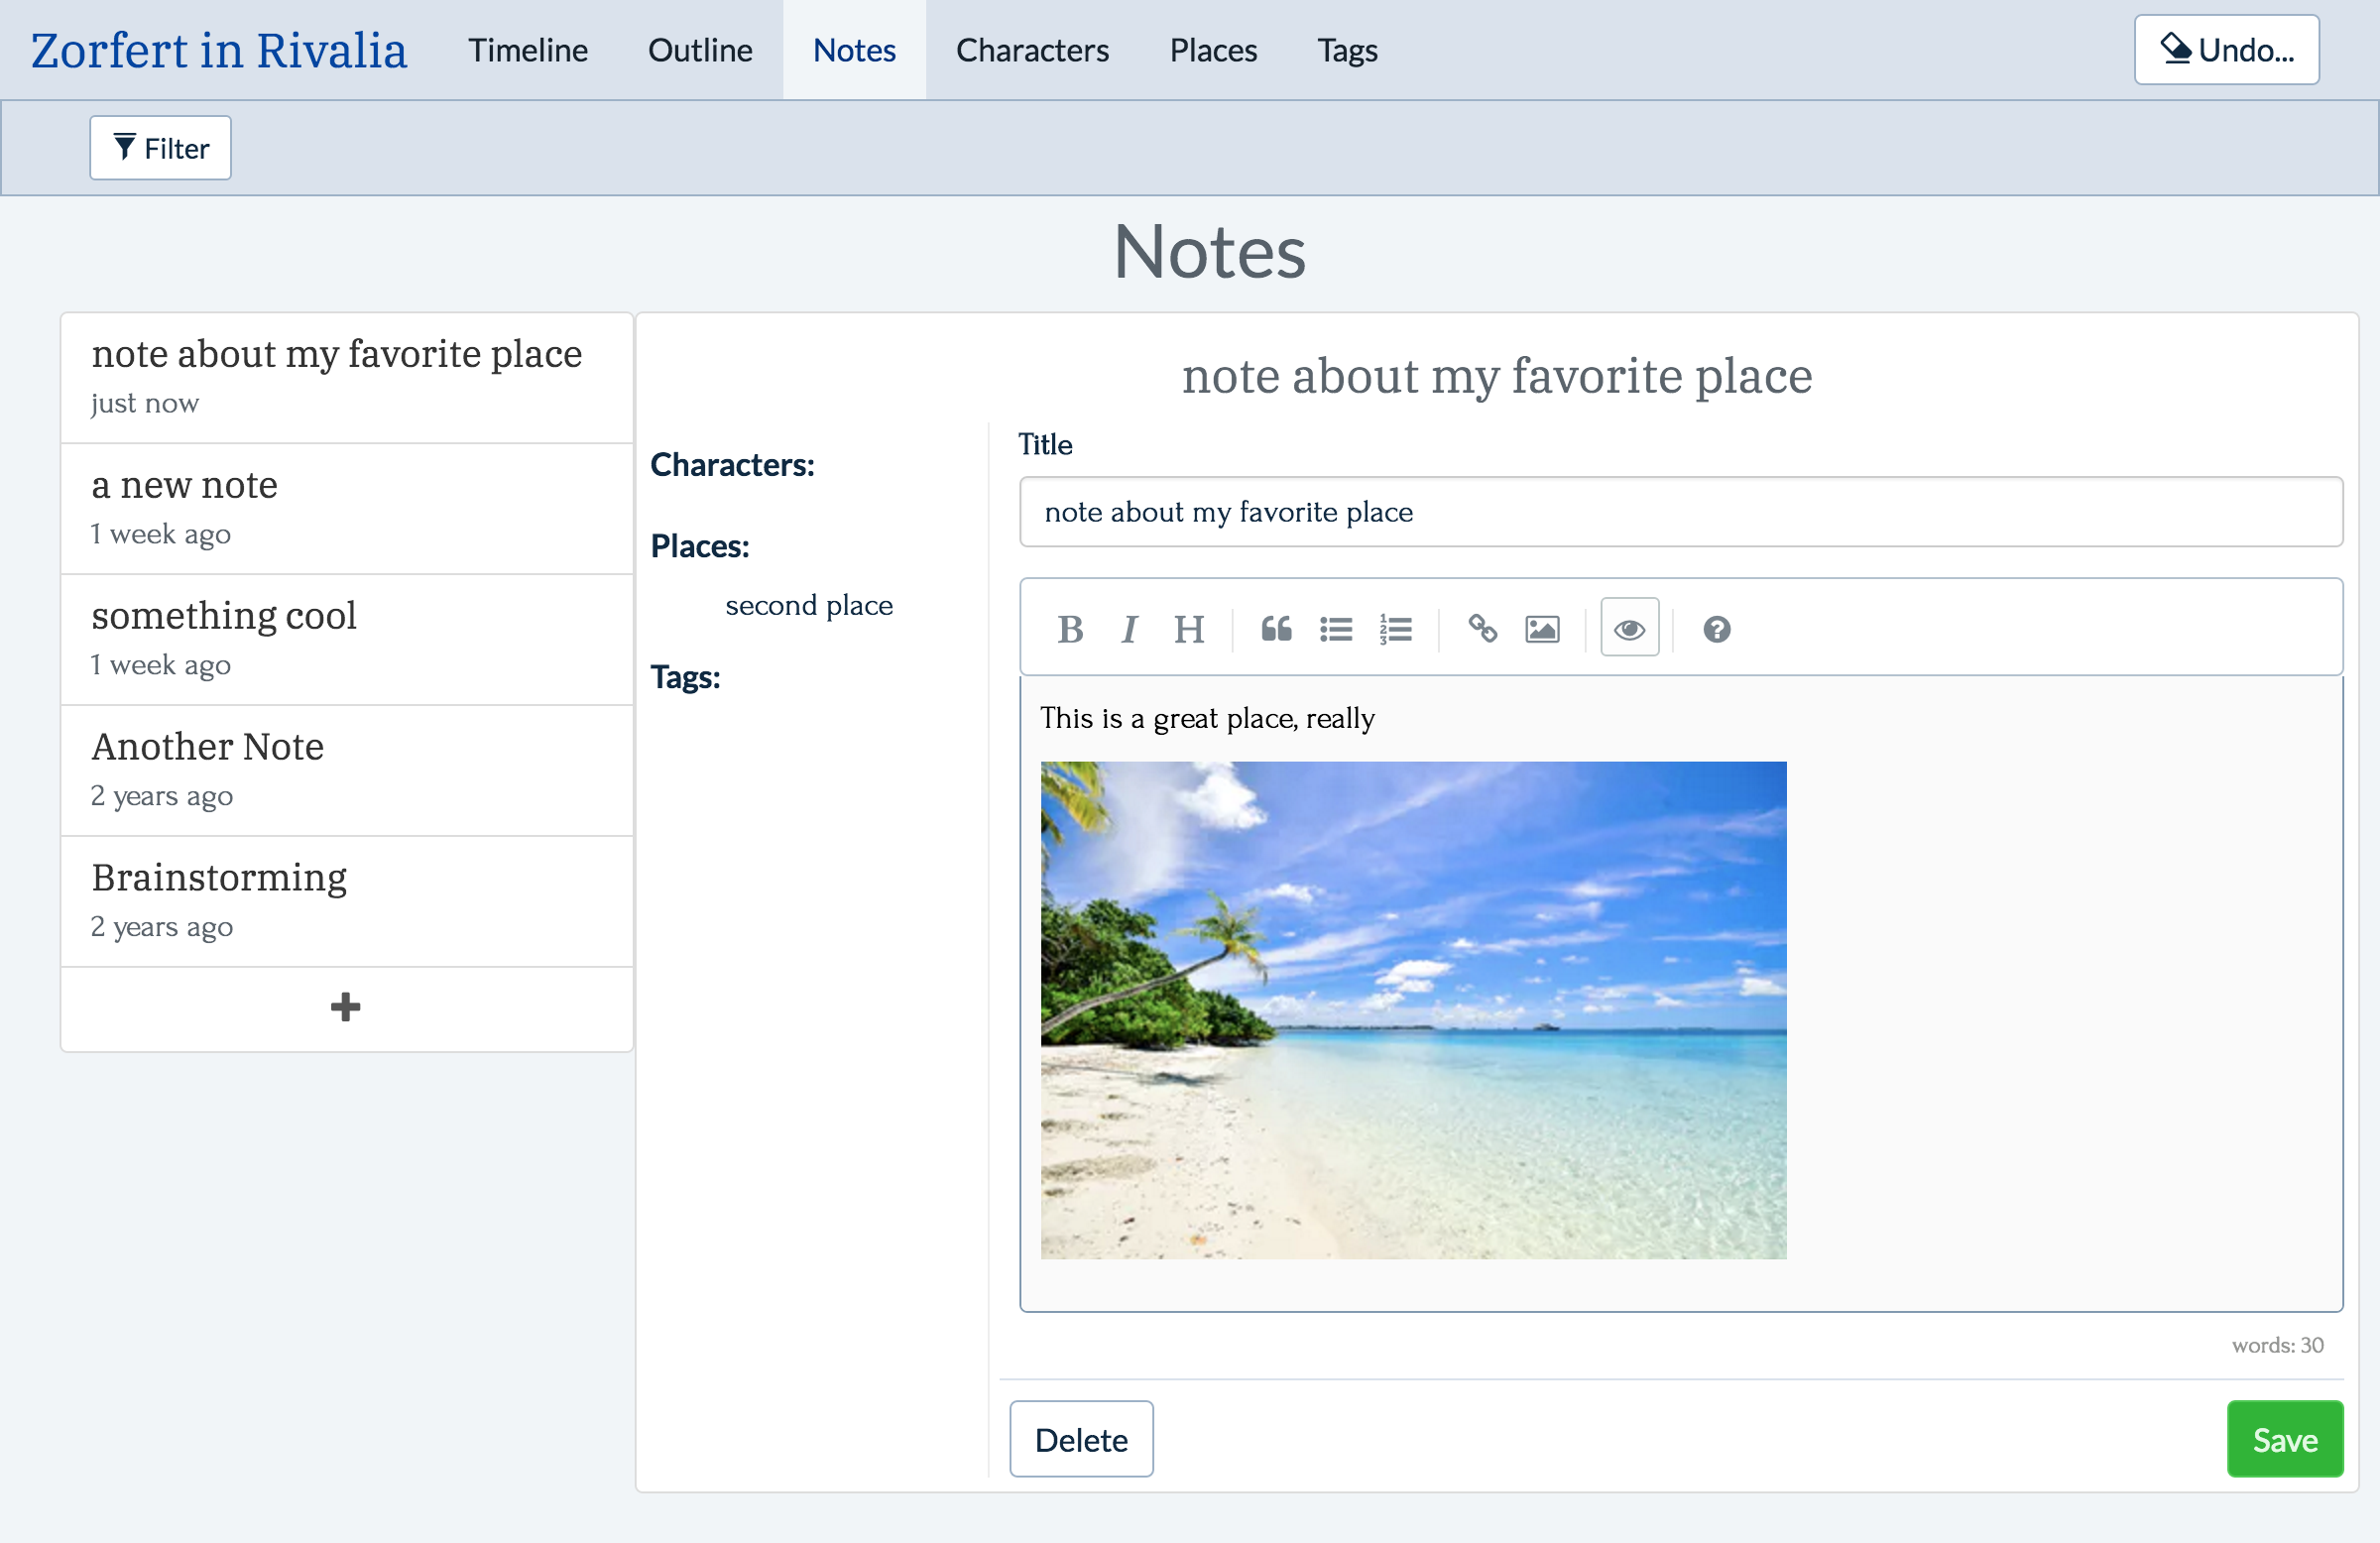 Zorfert in Rivalia Timeline Outline Notes Characters Places Tags Undo...
Filter
Notes
note about my favorite place
just now
a new note
1 week ago
something cool
1 week ago
Another Note
2 years ago
Brainstorming
2 years ago
note about my favorite place
Characters:
Places:
second place
Tags:
Title
note about my favorite place
B I H
This is a great place, really
words: 30
Delete Save